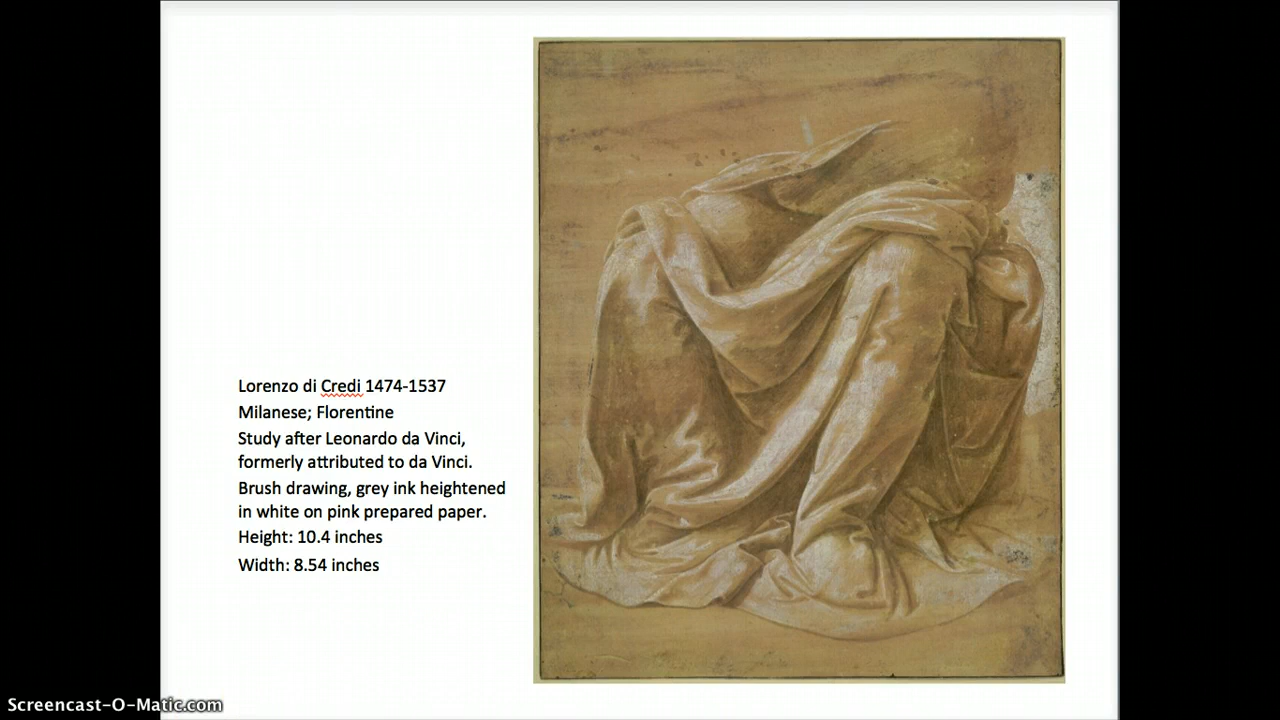 Lorenzo di Credi 1474-1537
Milanese; Florentine
Study after Leonardo da Vinci,
formerly attributed to da Vinci.
Brush drawing, grey ink heightened
in white on pink prepared paper.
Height: 10.4 inches
Width: 8.54 inches
Screencast-O-Matic.com